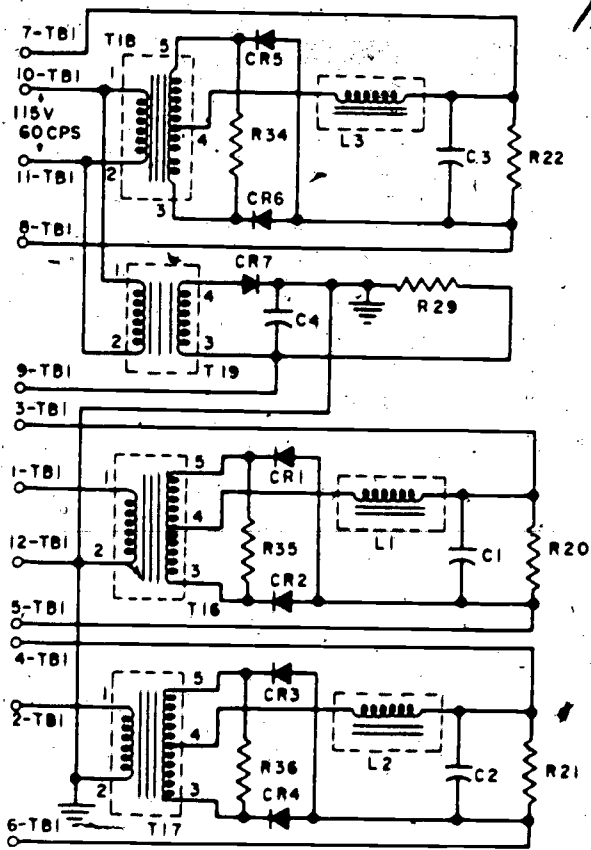 7-TB1
T18
5
CR5
10-TB1
1
115V
60CPS
R34
4
L3
C3
R22
11-TB1
2
3
CR6
8-TB1
1
CR7
4
R29
C4
2
3
T19
9-TB1
3-TB1
5
1-TB1
1
CR1
4
12-TB1
2
R35
L1
C1
R20
3
CR2
T16
5-TB1
4-TB1
5
CR3
2-TB1
1
4
L2
R36
C2
R21
2
3
CR4
T17
6-TB1